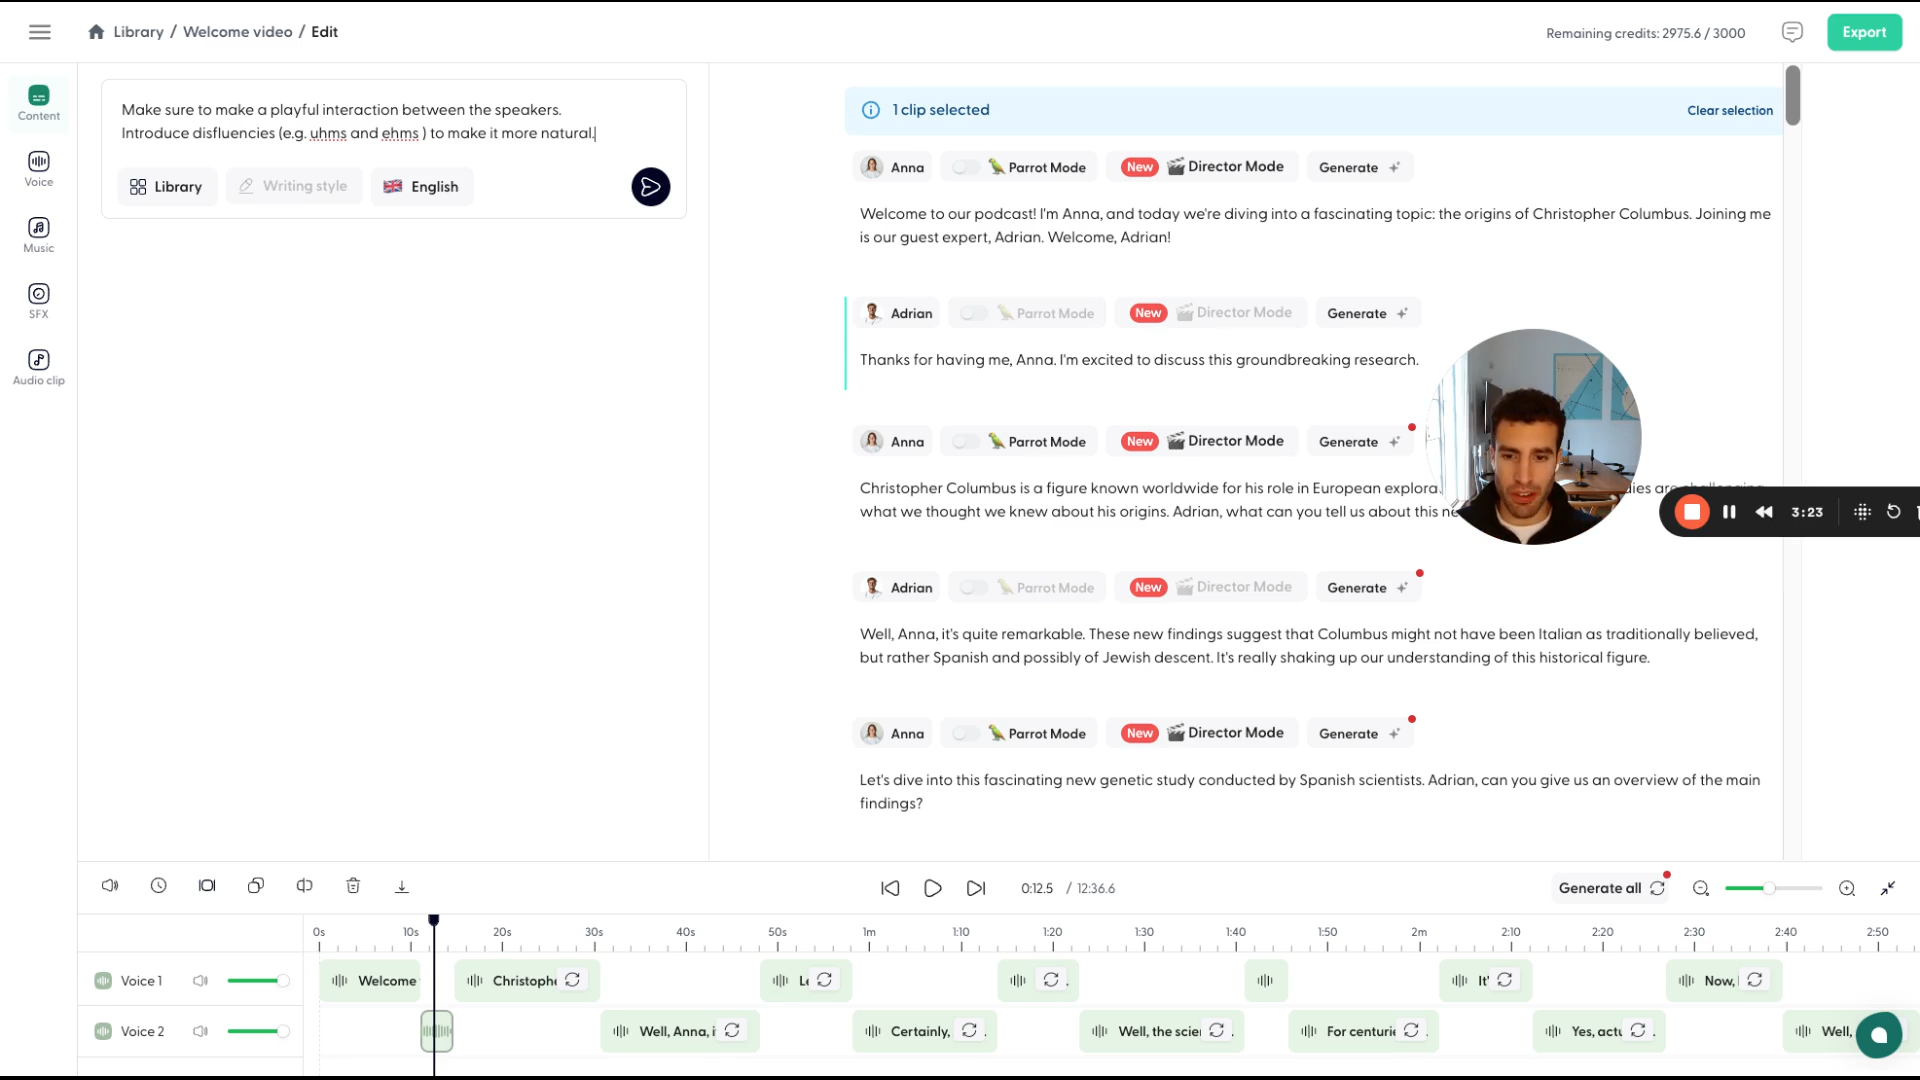 Library / Welcome video / Edit
Remaining credits: 2975.6 / 3000
Export
Content
Voice
Music
SFX
Audio clip
Make sure to make a playful interaction between the speakers.
Introduce disfluencies (e.g. uhms and ehms ) to make it more natural.
Library
Writing style
English
1 clip selected
Clear selection
Anna Parrot Mode New Director Mode Generate
Welcome to our podcast! I'm Anna, and today we're diving into a fascinating topic: the origins of Christopher Columbus. Joining me
is our guest expert, Adrian. Welcome, Adrian!
Adrian Parrot Mode New Director Mode Generate
Thanks for having me, Anna. I'm excited to discuss this groundbreaking research.
Anna Parrot Mode New Director Mode Generate
Christopher Columbus is a figure known worldwide for his role in European explora are challenging
what we thought we knew about his origins. Adrian, what can you tell us about this
3:23
Adrian Parrot Mode New Director Mode Generate
Well, Anna, it's quite remarkable. These new findings suggest that Columbus might not have been Italian as traditionally believed,
but rather Spanish and possibly of Jewish descent. It's really shaking up our understanding of this historical figure.
Anna Parrot Mode New Director Mode Generate
Let's dive into this fascinating new genetic study conducted by Spanish scientists. Adrian, can you give us an overview of the main
findings?
0:12.5 / 12:36.6
Generate all
0s 10s 20s 30s 40s 50s 1m 1:10 1:20 1:30 1:40 1:50 2m 2:10 2:20 2:30 2:40 2:50
Voice 1 Welcome Christophe Le . It' Now,
Voice 2 Well, Anna, i Certainly, . Well, the scie . For centurie . Yes, actu . Well,